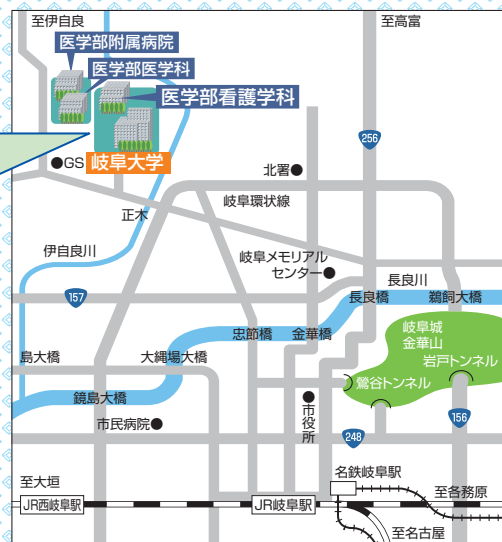 至伊自良
至高富
医学部附属病院
医学部医学科
医学部看護学科
256
GS
岐阜大学
北署
岐阜環状線
正木
伊自良川
岐阜メモリアル
センター
長良川
157
長良橋
鵜飼大橋
忠節橋
金華橋
岐阜城
金華山
島大橋
大縄場大橋
岩戸トンネル
鶯谷トンネル
鏡島大橋
市民病院
市役所
156
248
至大垣
名鉄岐阜駅
至各務原
JR西岐阜駅
JR岐阜駅
至名古屋